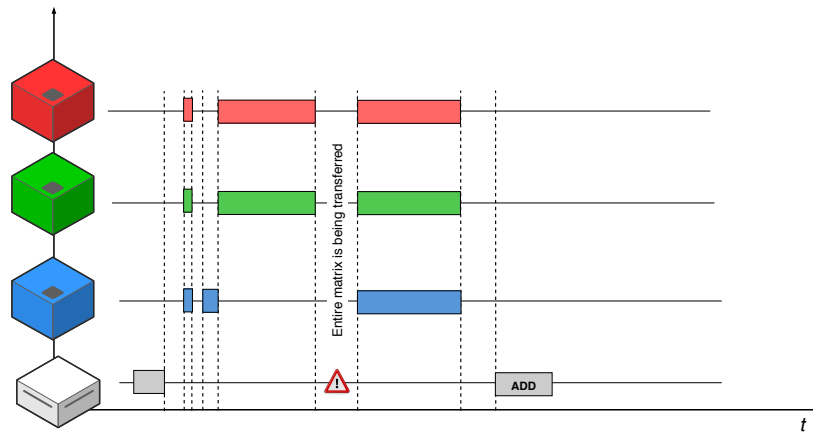 Entire matrix is being transferred
!
ADD
t